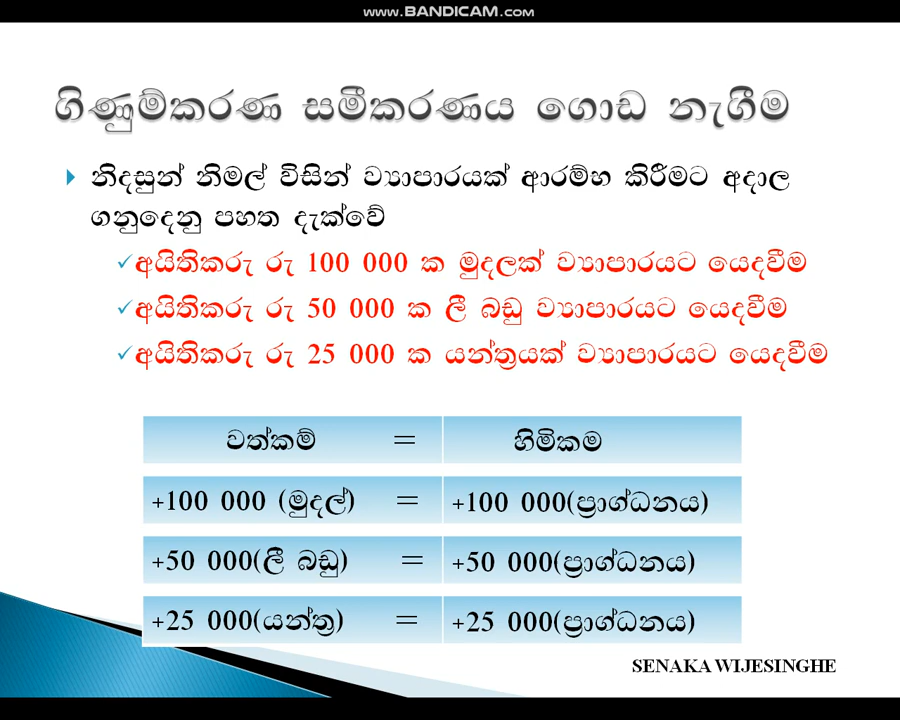 www.BANDICAM.com
ගිණුම්කරණ සමීකරණය ගොඩ නැගීම
නිදසුන් නිමල් විසින් ව්‍යාපාරයක් ආරම්භ කිරීමට අදාල
ගනුදෙනු පහත දැක්වේ
✓අයිතිකරු රු 100 000 ක මුදලක් ව්‍යාපාරයට යෙදවීම
✓අයිතිකරු රු 50 000 ක ලී බඩු ව්‍යාපාරයට යෙදවීම
✓අයිතිකරු රු 25 000 ක යන්ත්‍රයක් ව්‍යාපාරයට යෙදවීම
වත්කම් = හිමිකම
+100 000 (මුදල්) = +100 000(ප්‍රාග්ධනය)
+50 000(ලී බඩු) = +50 000(ප්‍රාග්ධනය)
+25 000(යන්ත්‍ර) = +25 000(ප්‍රාග්ධනය)
SENAKA WIJESINGHE